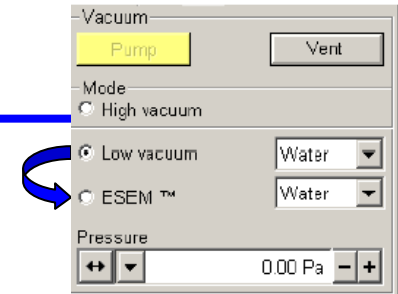 Vacuum
Pump Vent
Mode
High vacuum
Low vacuum Water
ESEM ™ Water
Pressure
0.00 Pa − +